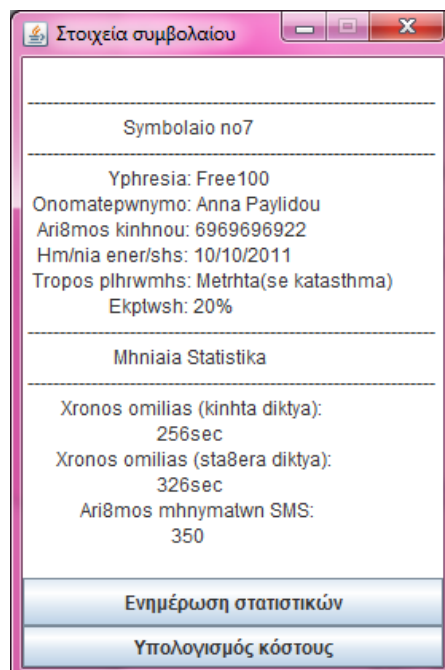 Στοιχεία συμβολαίου
Symbolaio no7
Yphresia: Free100
Onomatepwnymo: Anna Paylidou
Ari8mos kinhnou: 6969696922
Hm/nia ener/shs: 10/10/2011
Tropos plhrwmhs: Metrhta(se katasthma)
Ekptwsh: 20%
Mhniaia Statistika
Xronos omilias (kinhta diktya):
256sec
Xronos omilias (sta8era diktya):
326sec
Ari8mos mhnymatwn SMS:
350
Ενημέρωση στατιστικών
Υπολογισμός κόστους